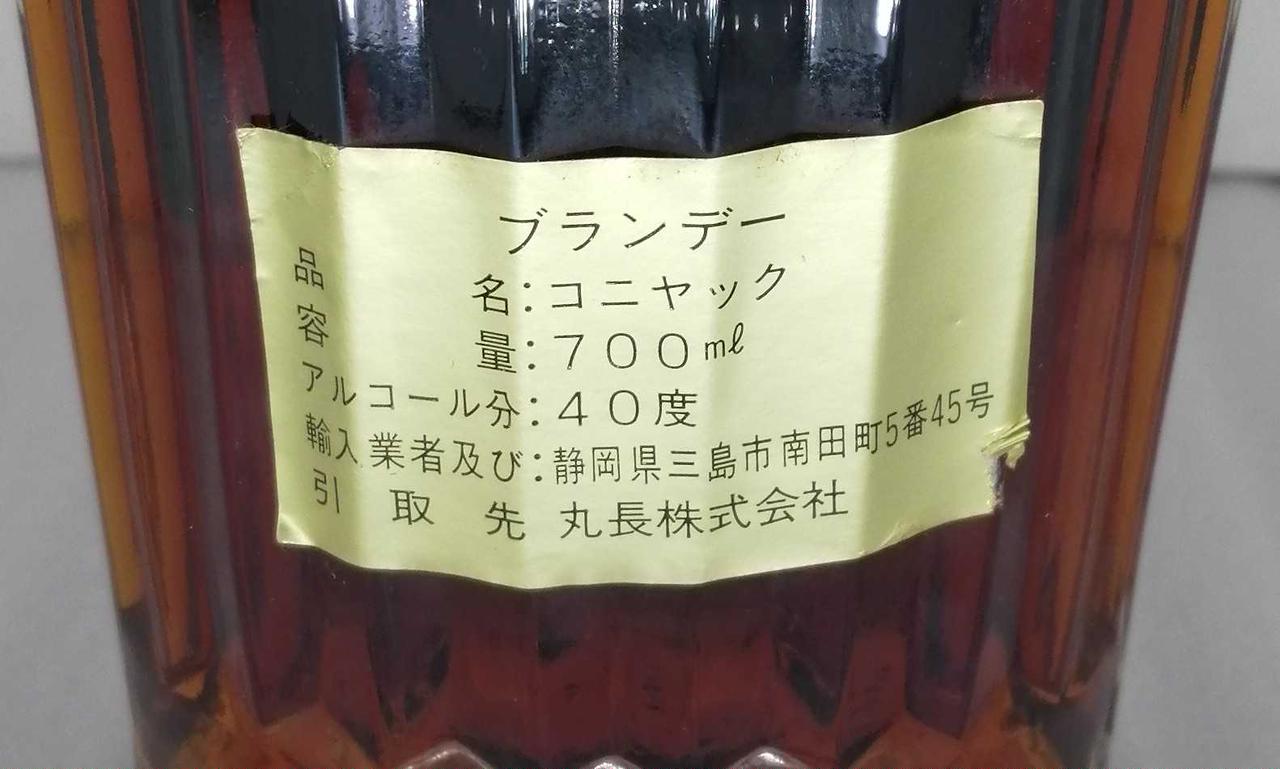 ブランデー
品名：コニヤック
容量：７００㎖
アルコール分：４０度
輸入業者及び：静岡県三島市南田町5番45号
引取先 丸長株式会社